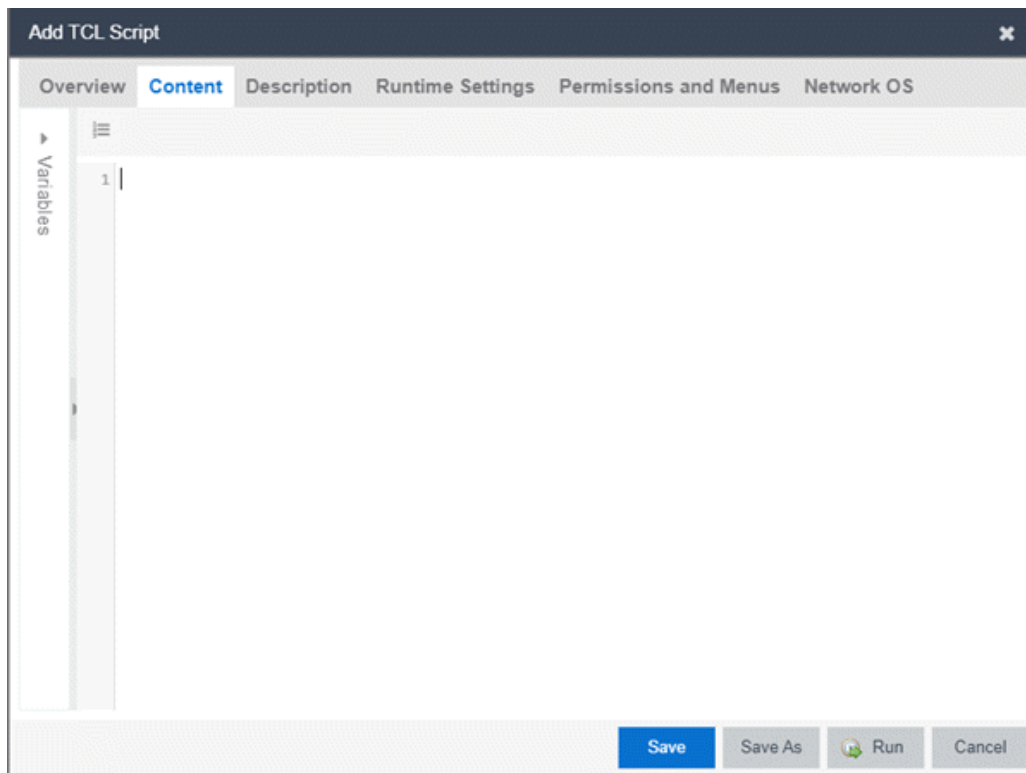 Add TCL Script
Overview Content Description Runtime Settings Permissions and Menus Network OS
Variables
1
Save Save As Run Cancel